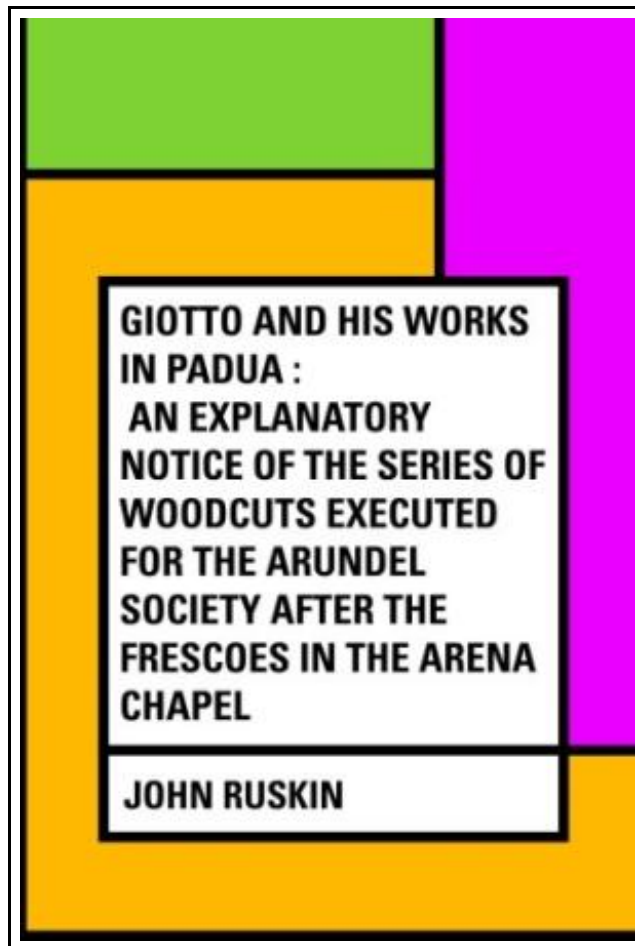 GIOTTO AND HIS WORKS
IN PADUA :
AN EXPLANATORY
NOTICE OF THE SERIES OF
WOODCUTS EXECUTED
FOR THE ARUNDEL
SOCIETY AFTER THE
FRESCOES IN THE ARENA
CHAPEL
JOHN RUSKIN